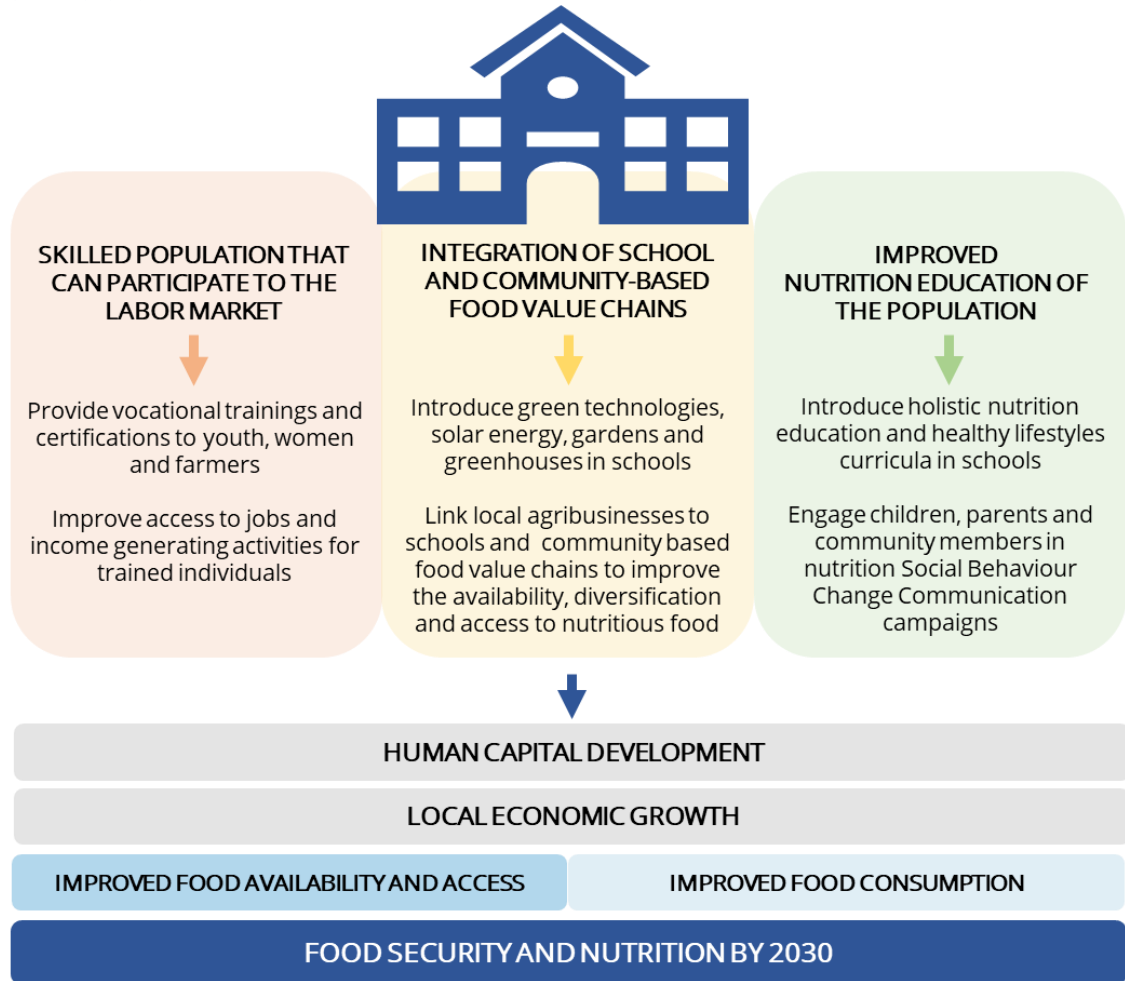 SKILLED POPULATION THAT
CAN PARTICIPATE TO THE
LABOR MARKET
Provide vocational trainings and
certifications to youth, women
and farmers
Improve access to jobs and
income generating activities for
trained individuals
INTEGRATION OF SCHOOL
AND COMMUNITY-BASED
FOOD VALUE CHAINS
Introduce green technologies,
solar energy, gardens and
greenhouses in schools
Link local agribusinesses to
schools and community based
food value chains to improve
the availability, diversification
and access to nutritious food
IMPROVED
NUTRITION EDUCATION OF
THE POPULATION
Introduce holistic nutrition
education and healthy lifestyles
curricula in schools
Engage children, parents and
community members in
nutrition Social Behaviour
Change Communication
campaigns
HUMAN CAPITAL DEVELOPMENT
LOCAL ECONOMIC GROWTH
IMPROVED FOOD AVAILABILITY AND ACCESS
IMPROVED FOOD CONSUMPTION
FOOD SECURITY AND NUTRITION BY 2030